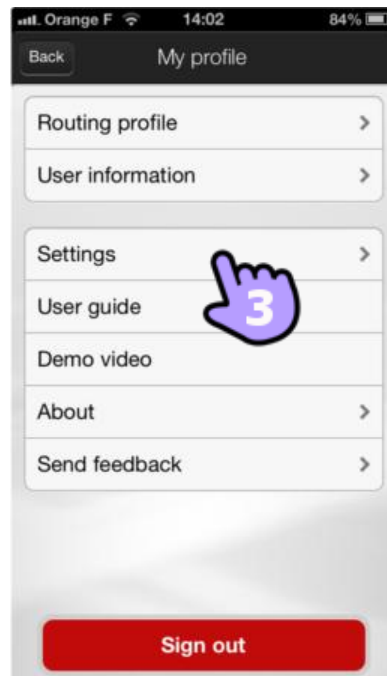 Orange F 14:02 84%
Back My profile
Routing profile
User information
Settings
User guide
3
Demo video
About
Send feedback
Sign out